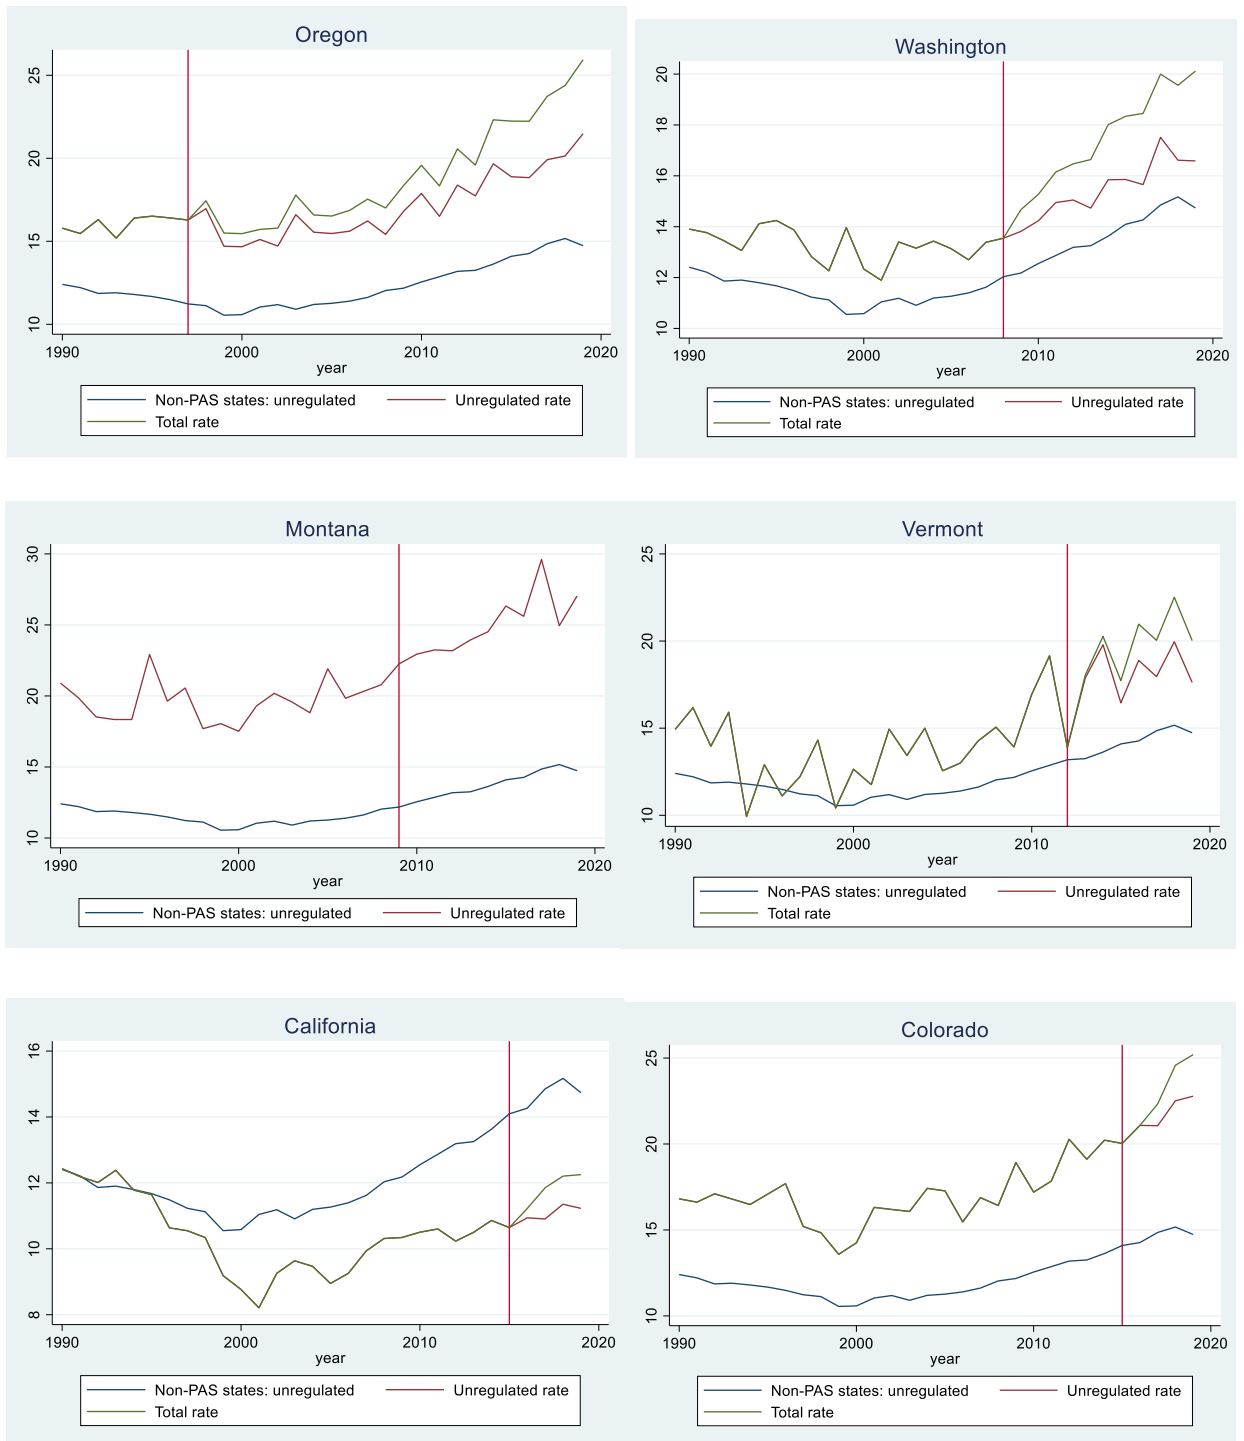 Oregon
25
20
15
10
1990 2000 2010 2020
year
Non-PAS states: unregulated Unregulated rate
Total rate
Washington
20
18
16
14
12
10
1990 2000 2010 2020
year
Non-PAS states: unregulated Unregulated rate
Total rate
Montana
30
25
20
15
10
1990 2000 2010 2020
year
Non-PAS states: unregulated Unregulated rate
Vermont
25
20
15
10
1990 2000 2010 2020
year
Non-PAS states: unregulated Unregulated rate
Total rate
California
16
14
12
10
8
1990 2000 2010 2020
year
Non-PAS states: unregulated Unregulated rate
Total rate
Colorado
25
20
15
10
1990 2000 2010 2020
year
Non-PAS states: unregulated Unregulated rate
Total rate